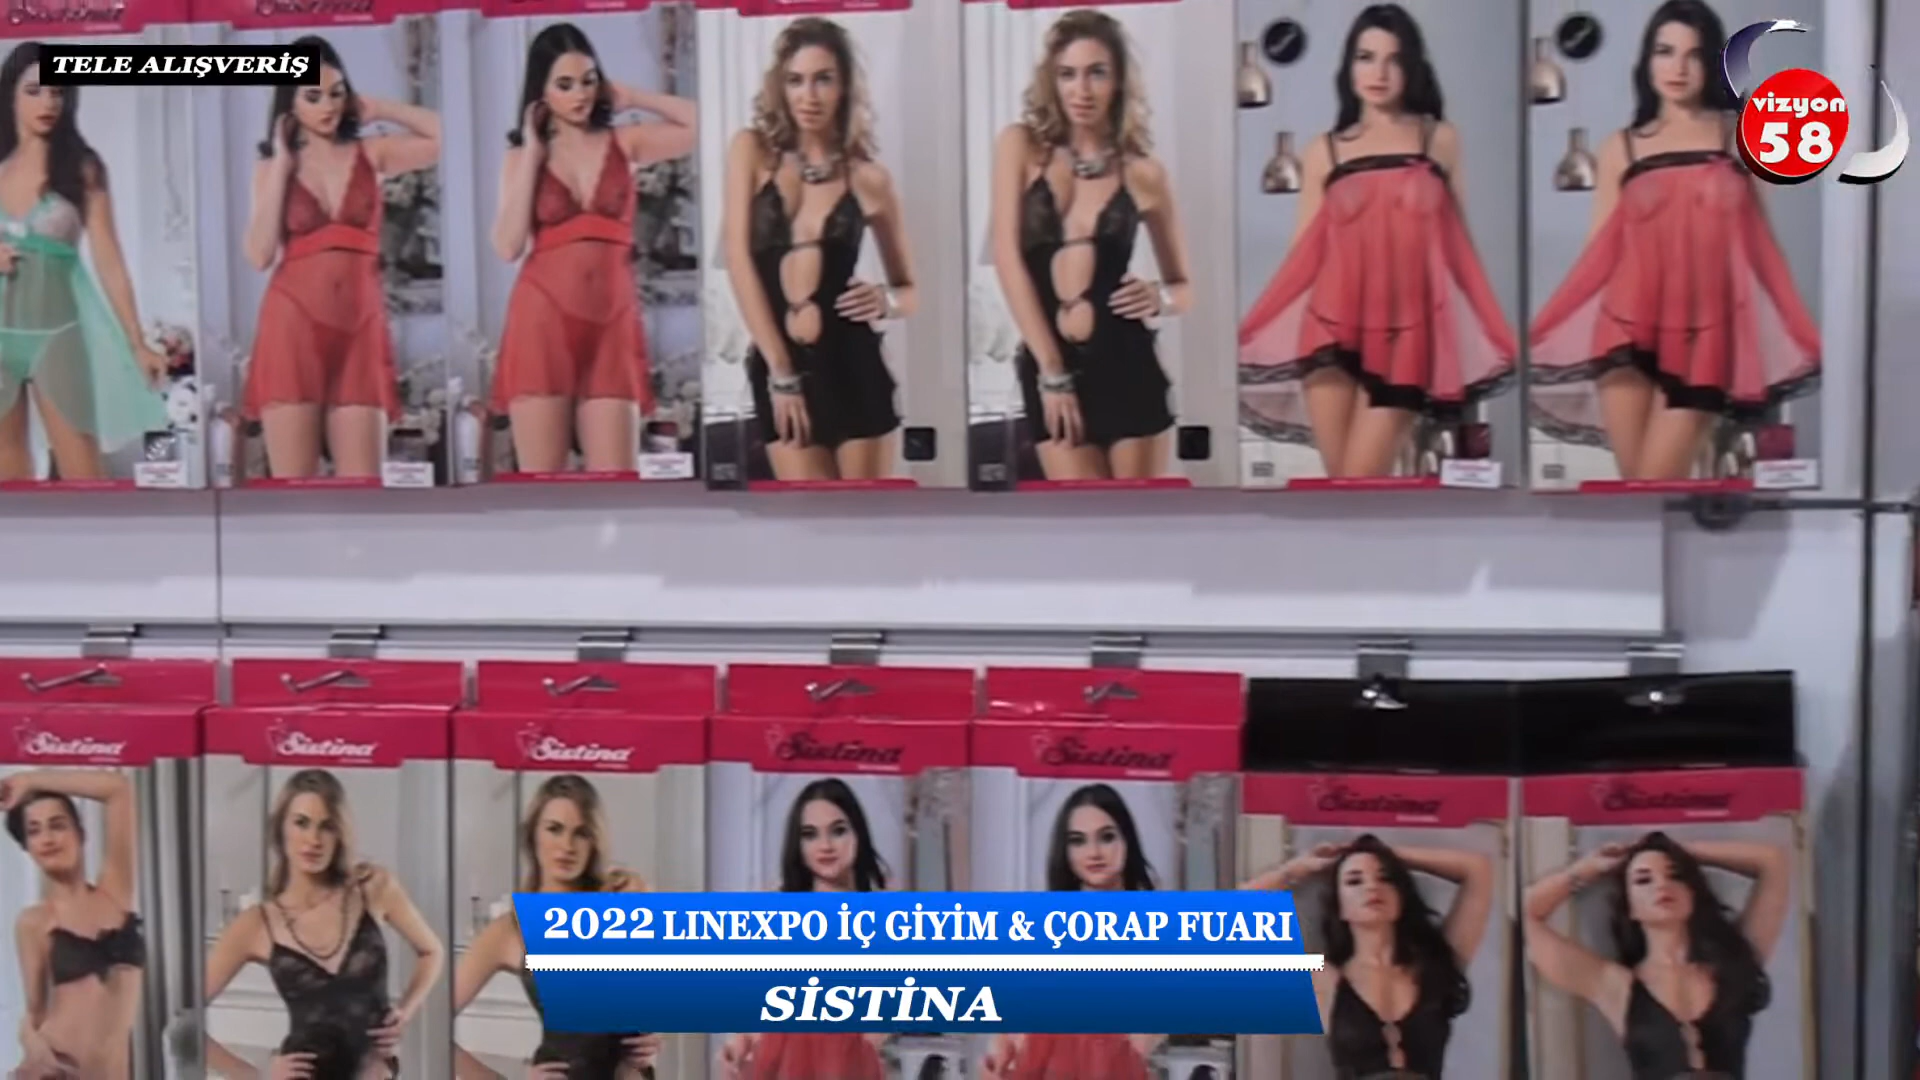 TELE ALIŞVERİŞ
vizyon
58
Sistina
Sistina
Sistina
Sistina
Sistina
Sistina
Sistina
2022 LINEXPO İÇ GİYİM & ÇORAP FUARI
SİSTİNA